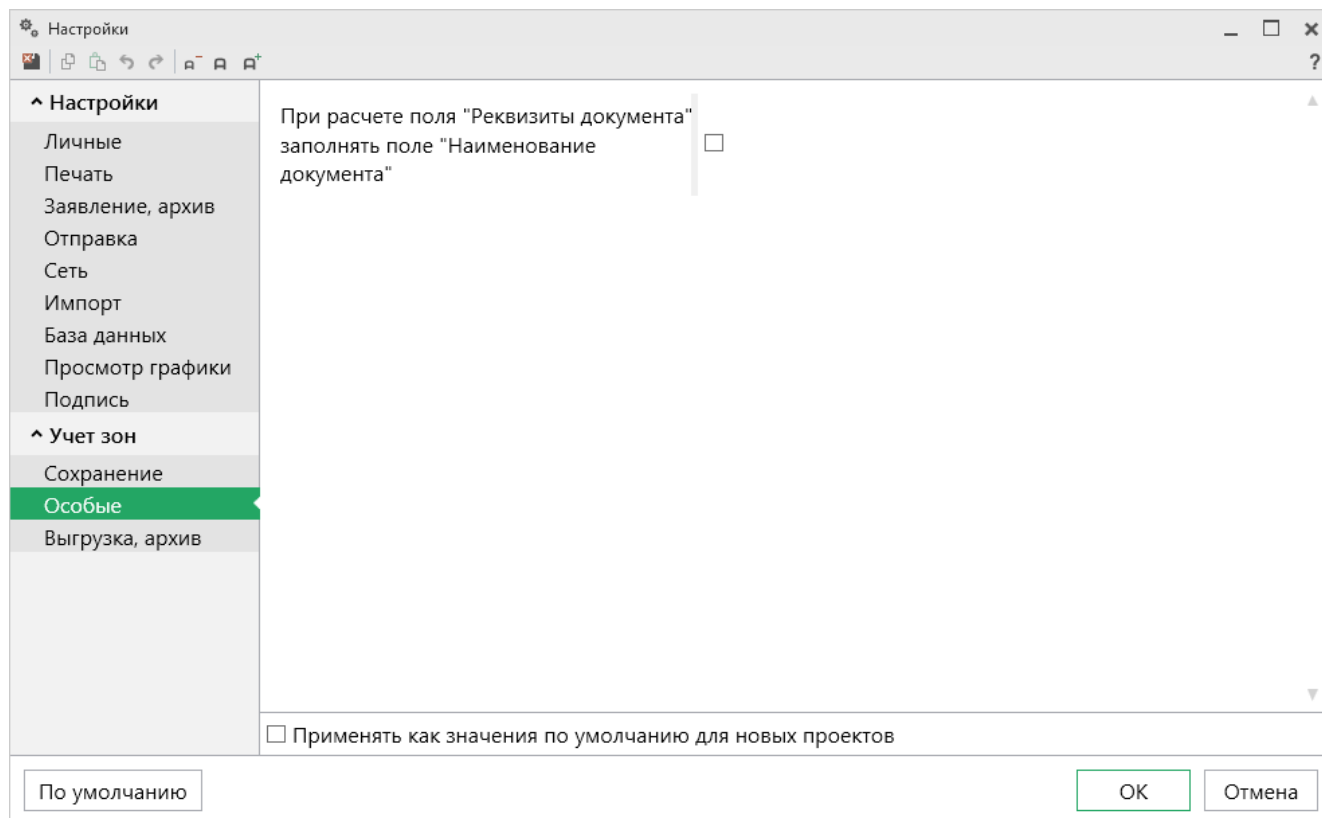 Настройки
?
Настройки
Личные
Печать
Заявление, архив
Отправка
Сеть
Импорт
База данных
Просмотр графики
Подпись
Учет зон
Сохранение
Особые
Выгрузка, архив
При расчете поля "Реквизиты документа"
заполнять поле "Наименование
документа"
Применять как значения по умолчанию для новых проектов
По умолчанию
ОК
Отмена